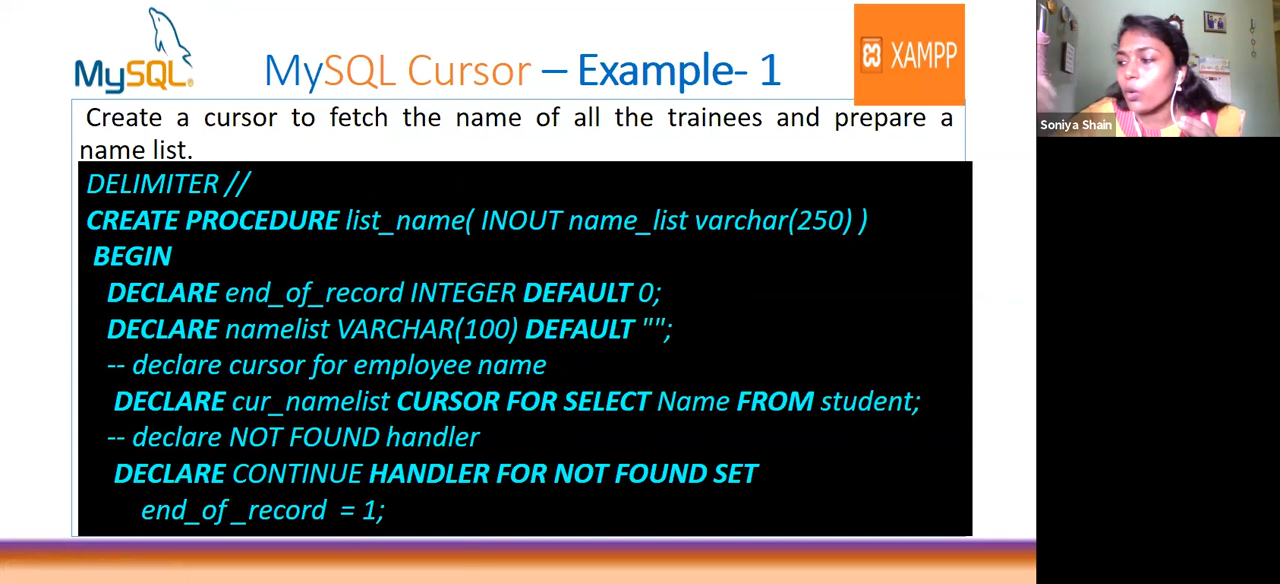 MySQL®
MySQL Cursor – Example- 1
XAMPP
Soniya Shain
Create a cursor to fetch the name of all the trainees and prepare a
name list.
DELIMITER //
CREATE PROCEDURE list_name( INOUT name_list varchar(250) )
BEGIN
DECLARE end_of_record INTEGER DEFAULT 0;
DECLARE namelist VARCHAR(100) DEFAULT "";
-- declare cursor for employee name
DECLARE cur_namelist CURSOR FOR SELECT Name FROM student;
-- declare NOT FOUND handler
DECLARE CONTINUE HANDLER FOR NOT FOUND SET
end_of _record = 1;